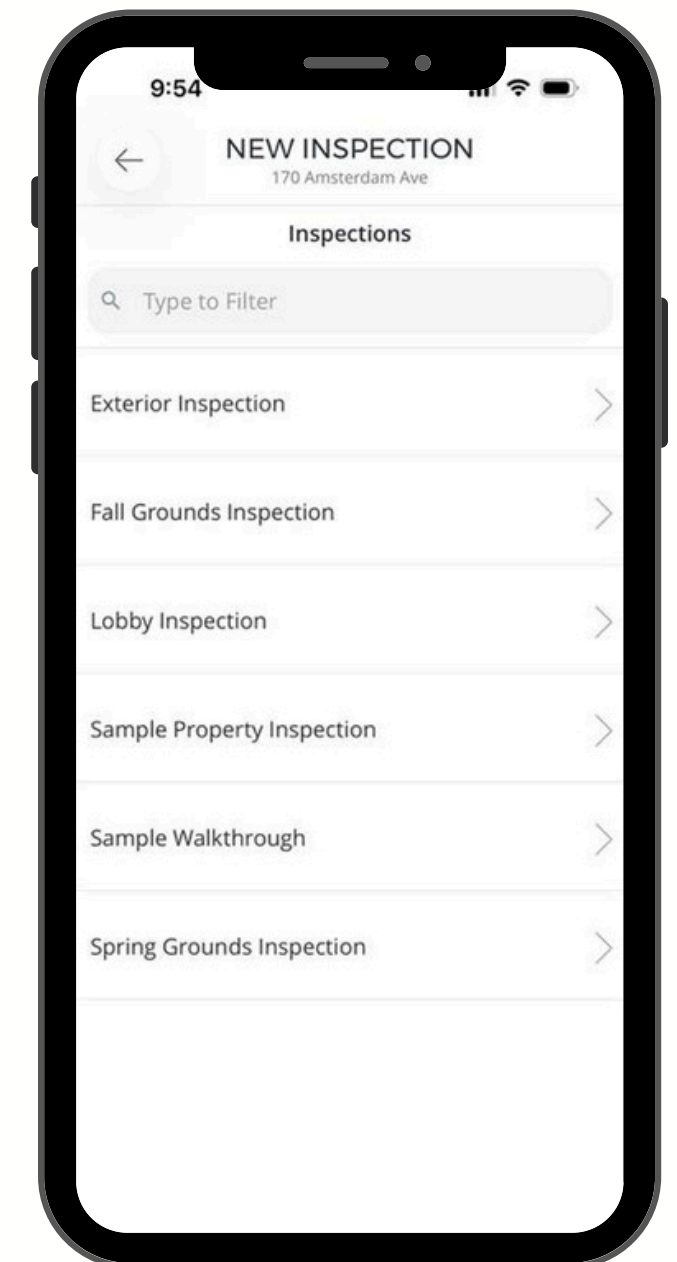 9:54
NEW INSPECTION
170 Amsterdam Ave
Inspections
Type to Filter
Exterior Inspection
Fall Grounds Inspection
Lobby Inspection
Sample Property Inspection
Sample Walkthrough
Spring Grounds Inspection